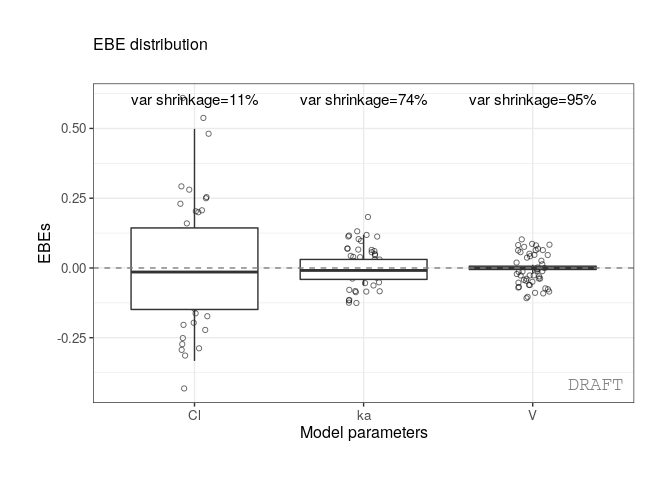 EBE distribution
var shrinkage=11% var shrinkage=74% var shrinkage=95%
0.50
0.25
EBEs
0.00
-0.25
DRAFT
Cl ka V
Model parameters